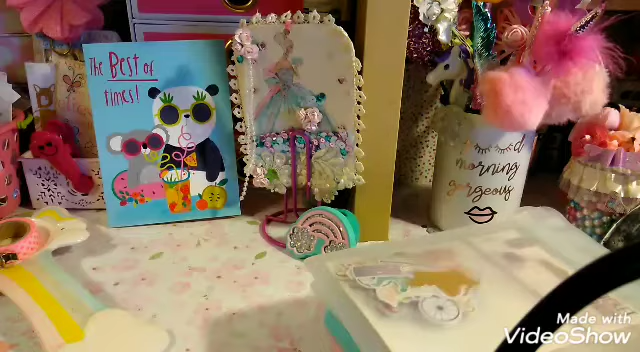 The Best of
times!
d
morning
gorgeous
Made with
VideoShow